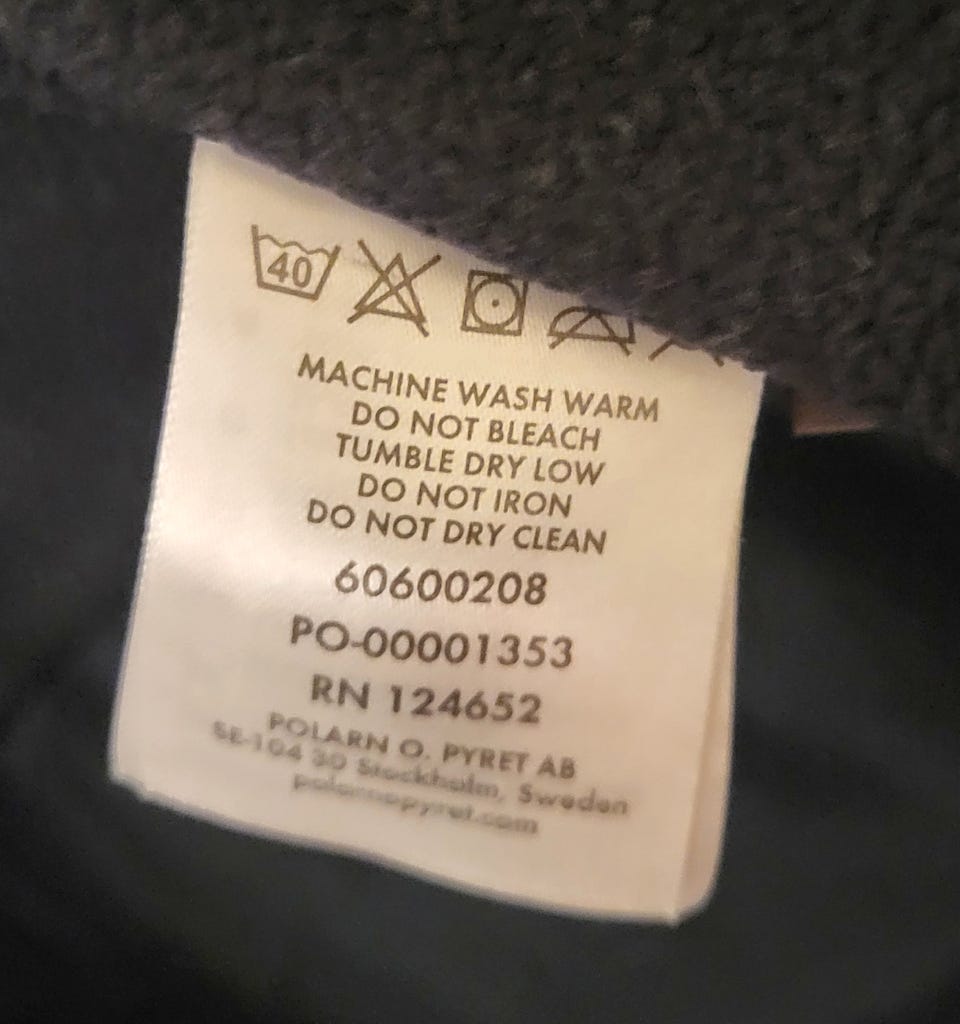 40
MACHINE WASH WARM
DO NOT BLEACH
TUMBLE DRY LOW
DO NOT IRON
DO NOT DRY CLEAN
60600208
PO-00001353
RN 124652
POLARN O. PYRET AB
SE-104 30 Stockholm, Sweden
polarnopyret.com